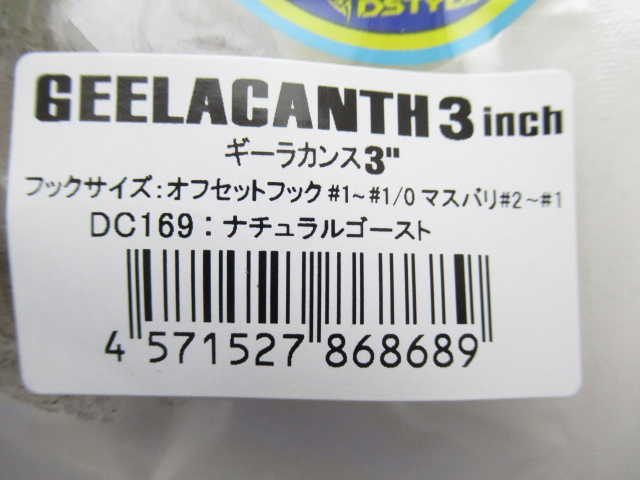 DSTYLE
GEELACANTH 3 inch
ギーラカンス3"
フックサイズ:オフセットフック #1~#1/0 マスバリ#2~#1
DC169:ナチュラルゴースト
4 571527 868689